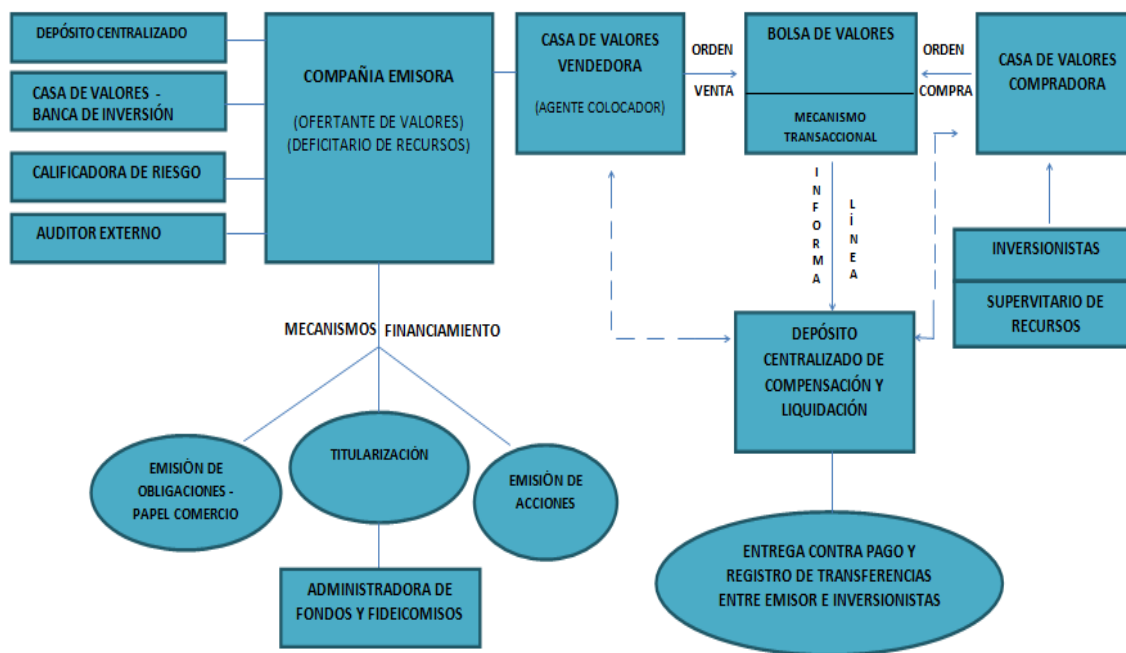 DEPÓSITO CENTRALIZADO
CASA DE VALORES -
BANCA DE INVERSIÓN
CALIFICADORA DE RIESGO
AUDITOR EXTERNO
COMPAÑIA EMISORA
(OFERTANTE DE VALORES)
(DEFICITARIO DE RECURSOS)
CASA DE VALORES
VENDEDORA
(AGENTE COLOCADOR)
ORDEN
VENTA
BOLSA DE VALORES
MECANISMO
TRANSACCIONAL
ORDEN
COMPRA
CASA DE VALORES
COMPRADORA
INFORMA
LÍNEA
INVERSIONISTAS
SUPERVITARIO DE
RECURSOS
MECANISMOS FINANCIAMIENTO
DEPÓSITO
CENTRALIZADO DE
COMPENSACIÓN Y
LIQUIDACIÓN
EMISIÓN DE
OBLIGACIONES -
PAPEL COMERCIO
TITULARIZACIÓN
EMISIÓN DE
ACCIONES
ADMINISTRADORA DE
FONDOS Y FIDEICOMISOS
ENTREGA CONTRA PAGO Y
REGISTRO DE TRANSFERENCIAS
ENTRE EMISOR E INVERSIONISTAS